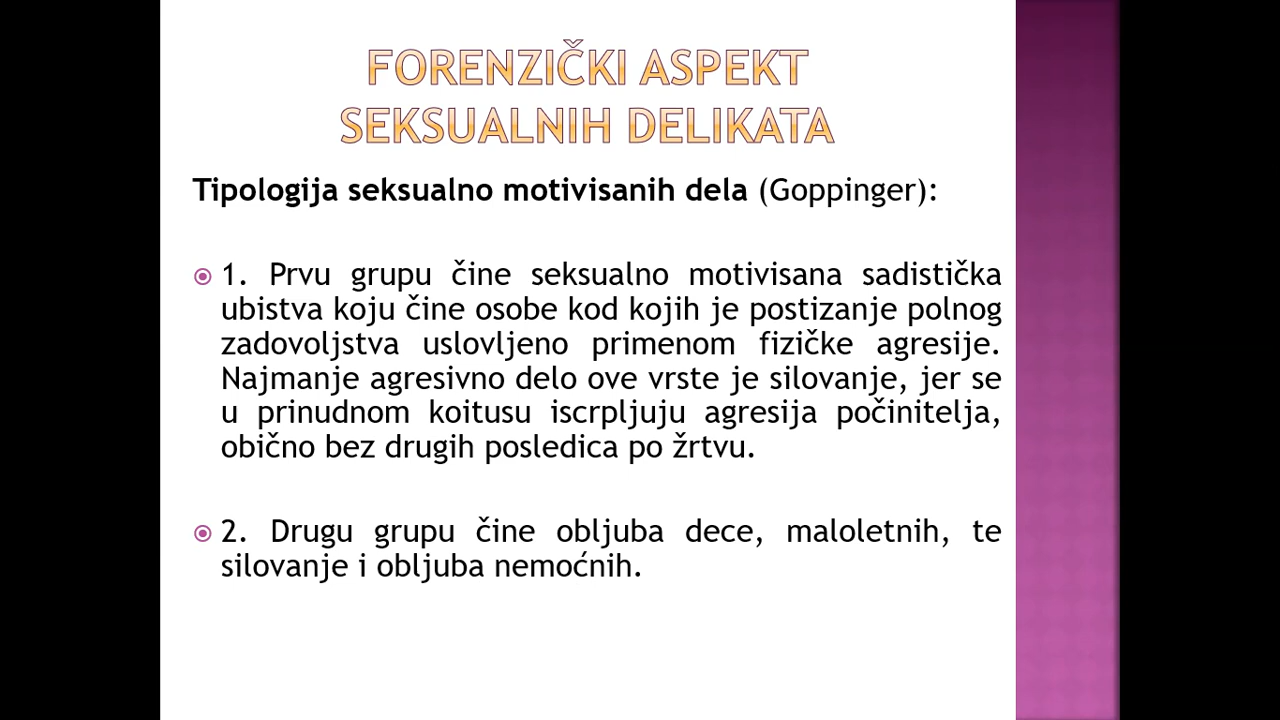 FORENZIČKI ASPEKT
SEKSUALNIH DELIKATA
Tipologija seksualno motivisanih dela (Goppinger):
1. Prvu grupu čine seksualno motivisana sadistička
ubistva koju čine osobe kod kojih je postizanje polnog
zadovoljstva uslovljeno primenom fizičke agresije.
Najmanje agresivno delo ove vrste je silovanje, jer se
u prinudnom koitusu iscrpljuju agresija počinitelja,
obično bez drugih posledica po žrtvu.
2. Drugu grupu čine obljuba dece, maloletnih, te
silovanje i obljuba nemoćnih.